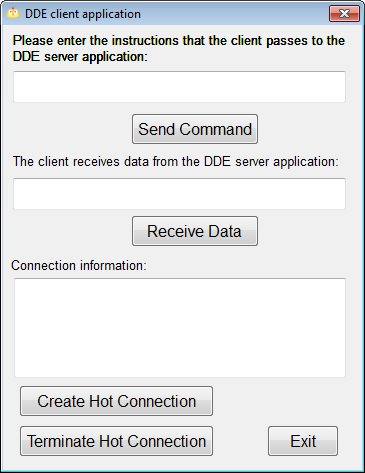 DDE client application
Please enter the instructions that the client passes to the
DDE server application:
Send Command
The client receives data from the DDE server application:
Receive Data
Connection information:
Create Hot Connection
Terminate Hot Connection
Exit